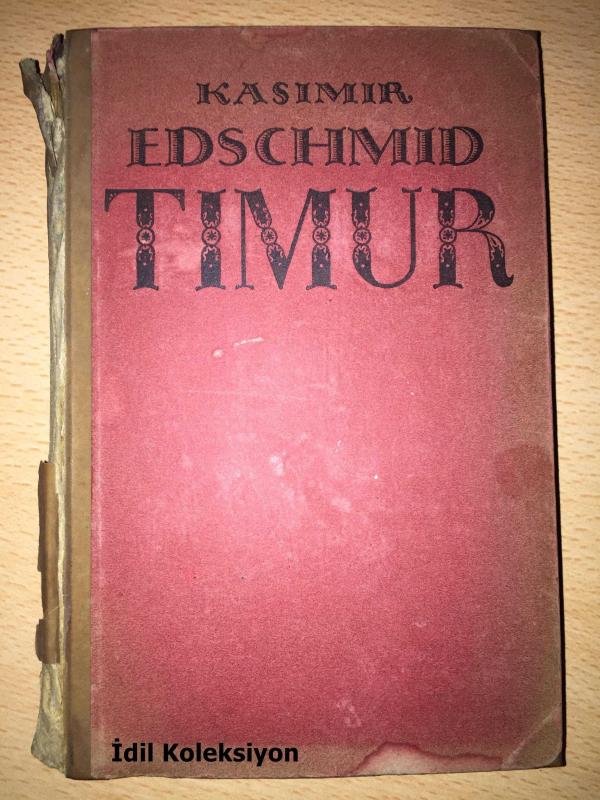 KASIMIR
EDSCHMID
TIMUR
İdil Koleksiyon